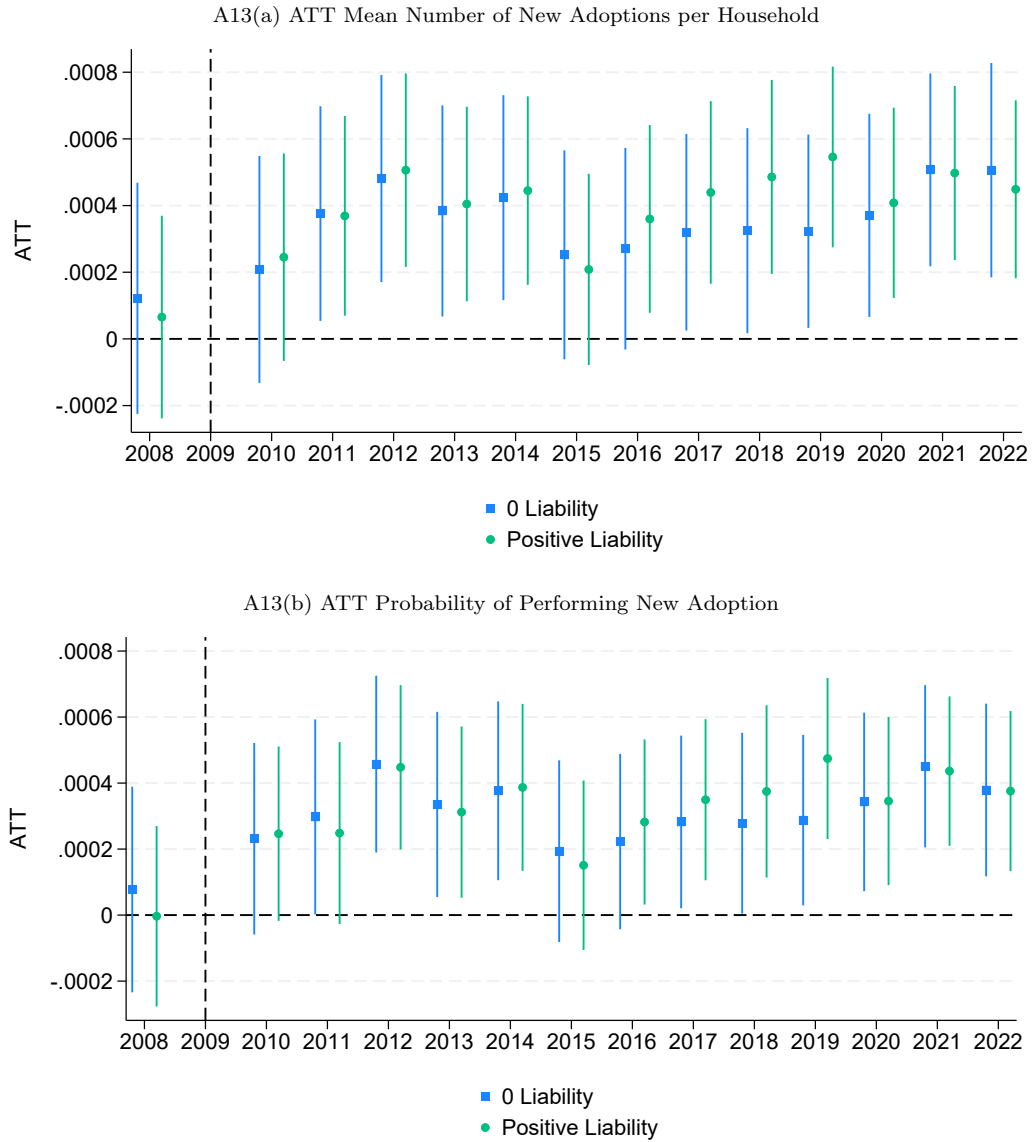 A13(a) ATT Mean Number of New Adoptions per Household
.0008
.0006
.0004
.0002
0
-.0002
ATT
2008 2009 2010 2011 2012 2013 2014 2015 2016 2017 2018 2019 2020 2021 2022
0 Liability
Positive Liability
A13(b) ATT Probability of Performing New Adoption
.0008
.0006
.0004
.0002
0
-.0002
ATT
2008 2009 2010 2011 2012 2013 2014 2015 2016 2017 2018 2019 2020 2021 2022
0 Liability
Positive Liability